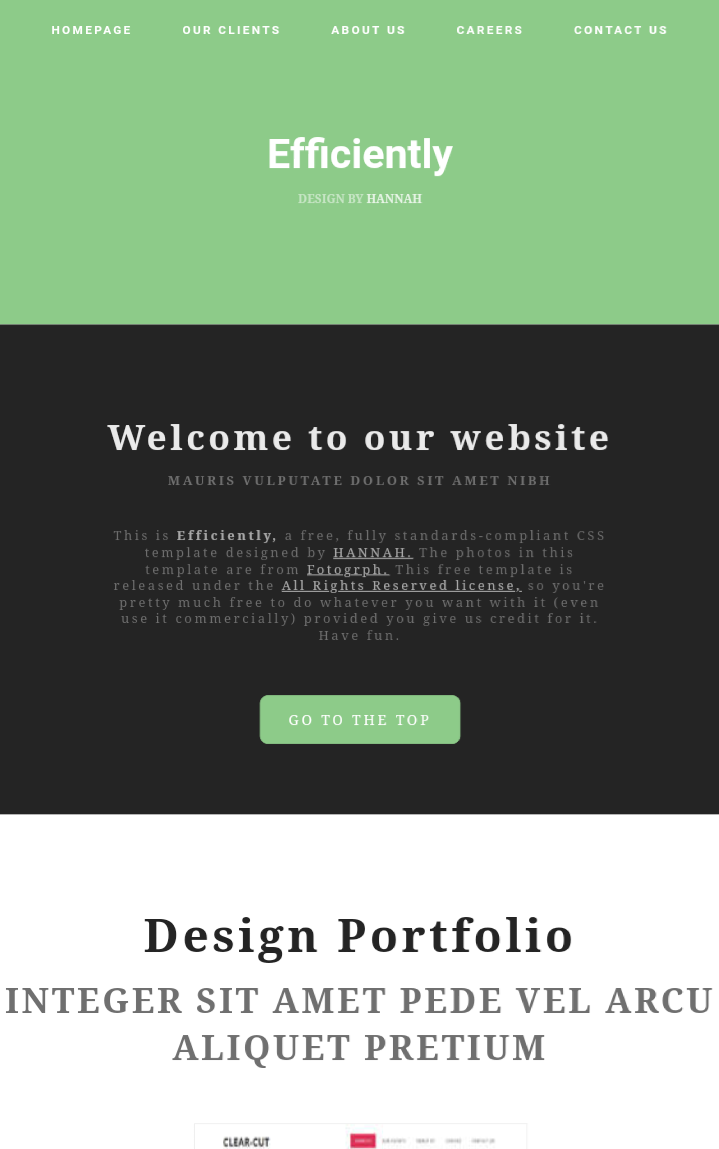 HOMEPAGE OUR CLIENTS ABOUT US CAREERS CONTACT US
Efficiently
DESIGN BY HANNAH
Welcome to our website
MAURIS VULPUTATE DOLOR SIT AMET NIBH
This is Efficiently, a free, fully standards-compliant CSS
template designed by HANNAH. The photos in this
template are from Fotogrph. This free template is
released under the All Rights Reserved license, so you're
pretty much free to do whatever you want with it (even
use it commercially) provided you give us credit for it.
Have fun.
GO TO THE TOP
Design Portfolio
INTEGER SIT AMET PEDE VEL ARCU
ALIQUET PRETIUM
CLEAR-CUT